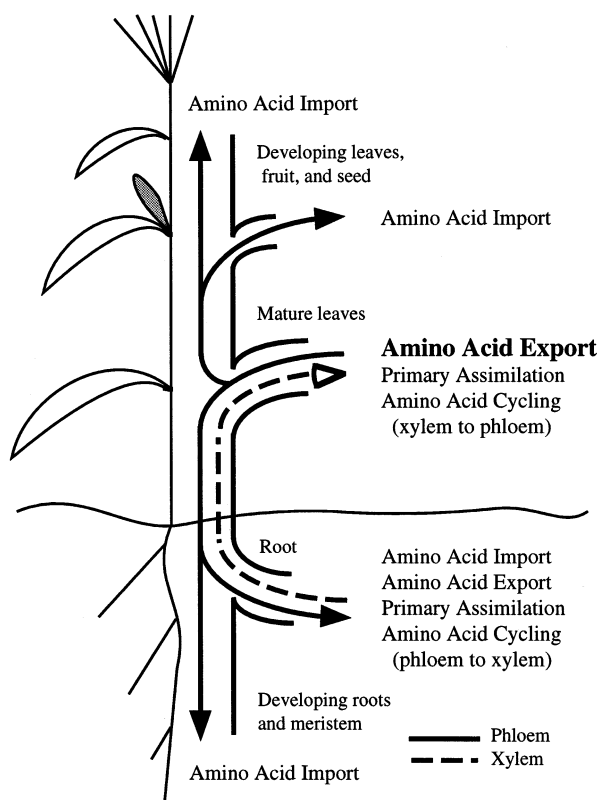 Amino Acid Import
Developing leaves,
fruit, and seed
Amino Acid Import
Mature leaves
Amino Acid Export
Primary Assimilation
Amino Acid Cycling
(xylem to phloem)
Root
Amino Acid Import
Amino Acid Export
Primary Assimilation
Amino Acid Cycling
(phloem to xylem)
Developing roots
and meristem
Phloem
Xylem
Amino Acid Import